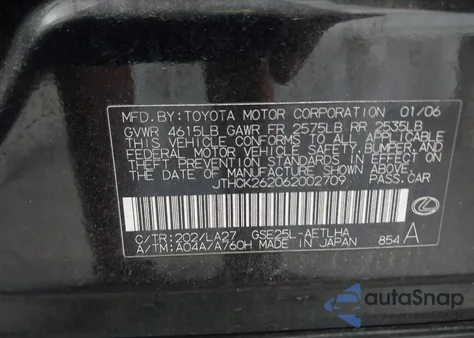 MFD.BY:TOYOTA MOTOR CORPORATION 01/06
GVWR 4615LB GAWR FR 2575LB RR 2535LB
THIS VEHICLE CONFORMS TO ALL APPLICABLE
FEDERAL MOTOR VEHICLE SAFETY, BUMPER, AND
THEFT PREVENTION STANDARDS IN EFFECT ON
THE DATE OF MANUFACTURE SHOWN ABOVE.
JTHCK262062002709 PASS.CAR
C/TR:202/LA27 GSE25L-AETLHA
A/TM:A04A/A760H MADE IN JAPAN 854 A
autoSnap